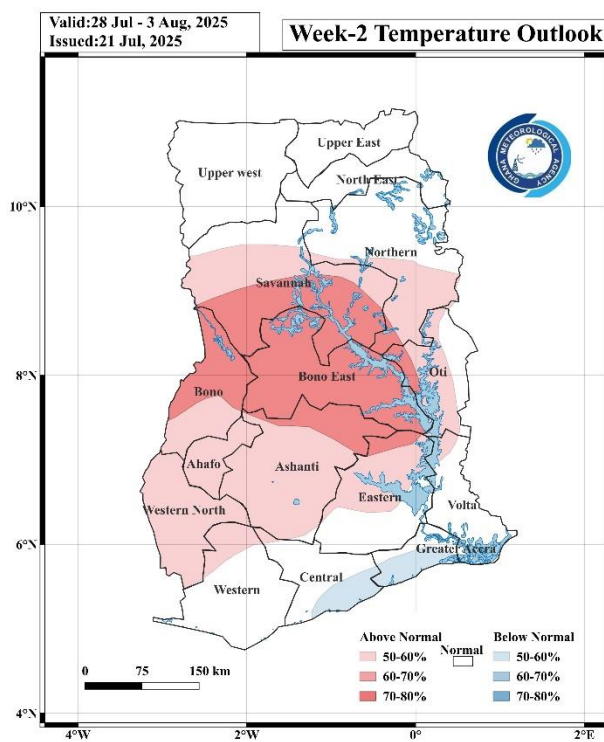 Valid:28 Jul - 3 Aug, 2025
Issued:21 Jul, 2025
Week-2 Temperature Outlook
GHANA METEOROLOGICAL AGENCY
Upper East
Upper west
North East
10°N
Northern
Savannah
8°N
Bono East
Oti
Bono
Ahafo
Ashanti
Western North
Eastern
Volta
6°N
Greater Accra
Western
Central
Above Normal
Normal
Below Normal
50-60%
50-60%
60-70%
60-70%
70-80%
70-80%
0 75 150 km
4°N
4°W 2°W 0° 2°E